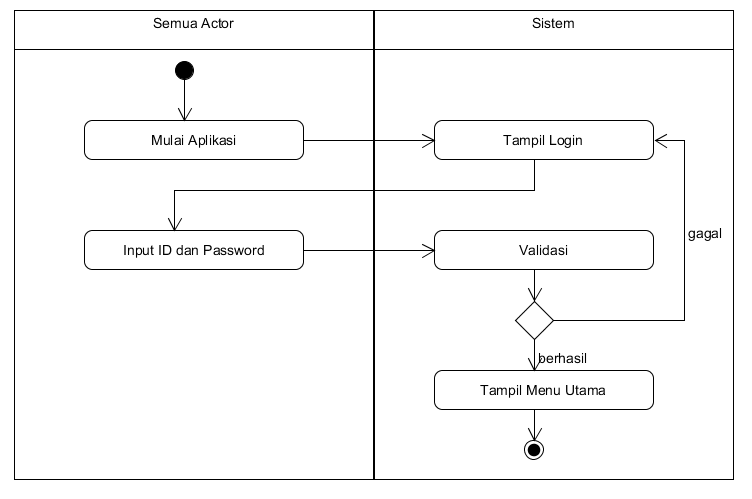 Semua Actor
Sistem
Mulai Aplikasi
Tampil Login
Input ID dan Password
Validasi
gagal
berhasil
Tampil Menu Utama